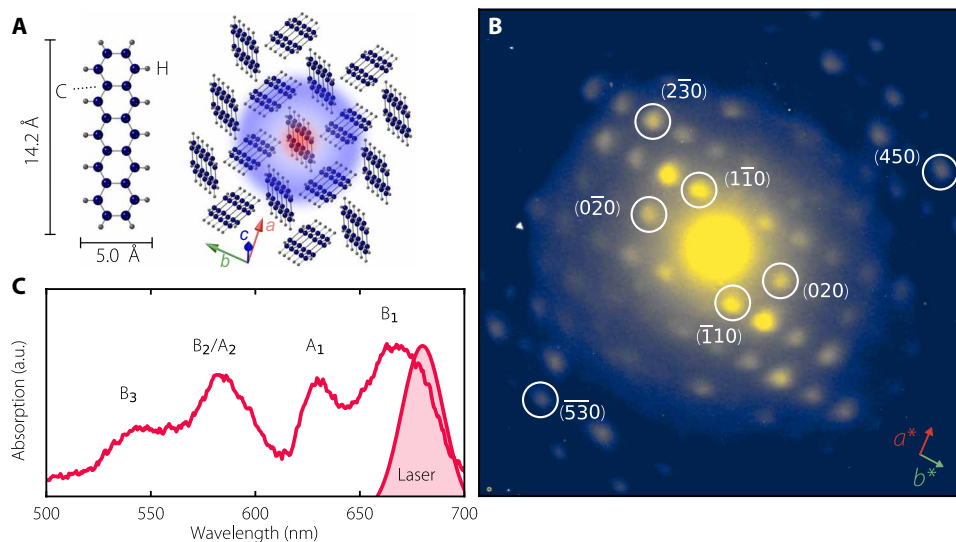 A
14.2 Å
C
H
5.0 Å
a
c
b
B
(23̅0)
(11̅0)
(02̅0)
(450)
(020)
(1̅10)
(5̅3̅0)
a*
b*
C
Absorption (a.u.)
B₃
B₂/A₂
A₁
B₁
Laser
500
550
600
650
700
Wavelength (nm)